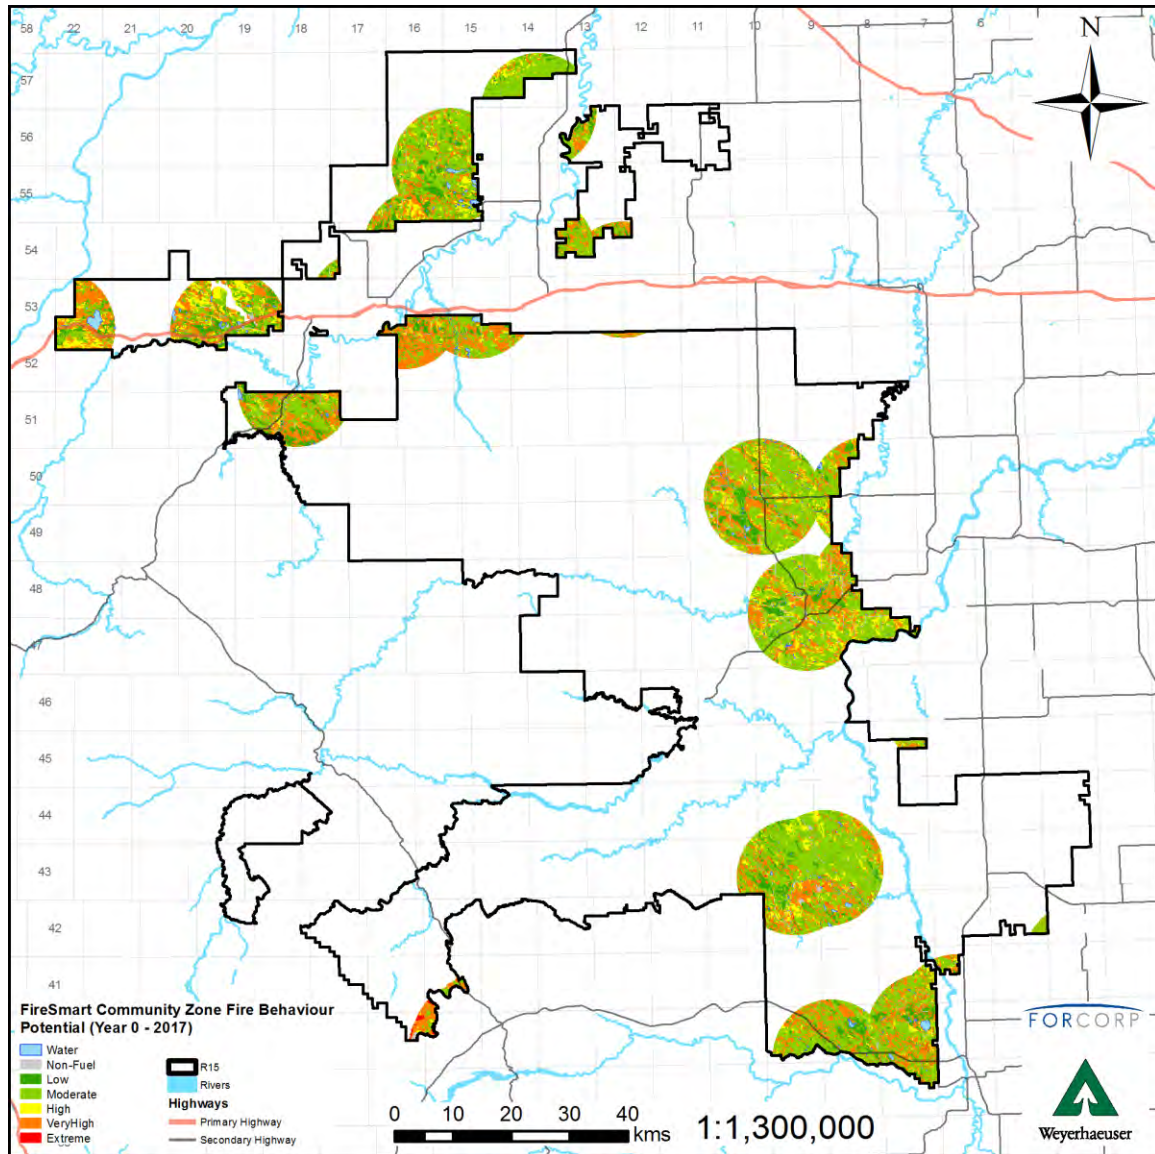 58 22 21 20 19 18 17 16 15 14 13 12 11 10 9 8 7 6
N
57
56
55
54
53
52
51
50
49
48
47
46
45
44
43
42
41
FireSmart Community Zone Fire Behaviour
Potential (Year 0 - 2017)
Water
Non-Fuel
Low
Moderate
High
VeryHigh
Extreme
R15
Rivers
Highways
Primary Highway
Secondary Highway
0 10 20 30 40
kms
1:1,300,000
FORCORP
Weyerhaeuser